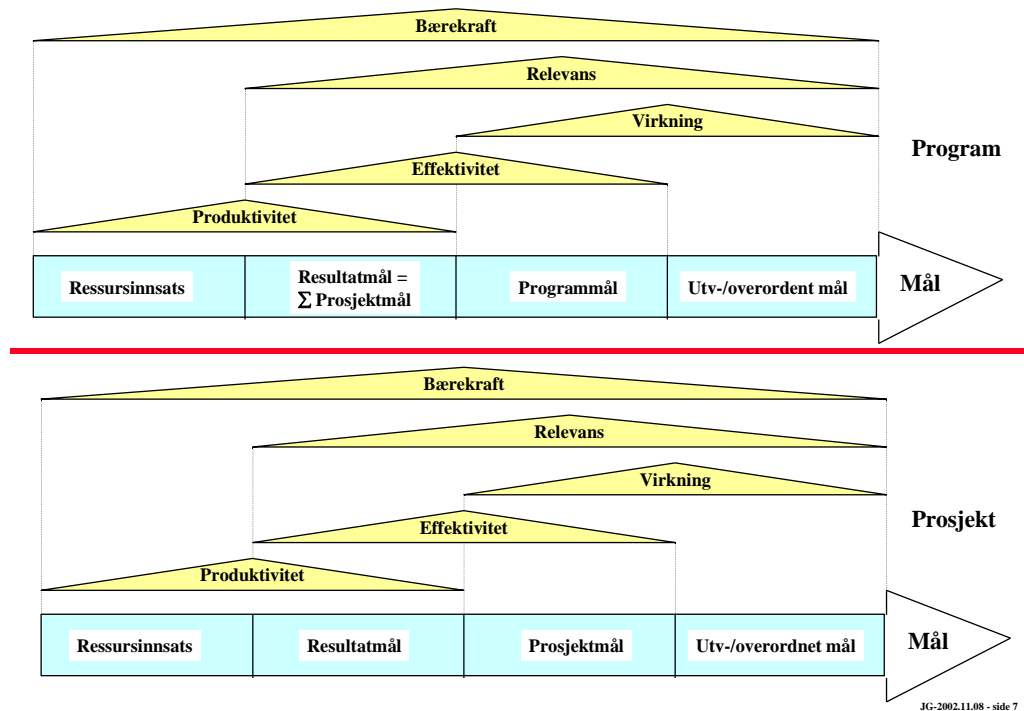 Bærekraft
Relevans
Virkning
Program
Effektivitet
Produktivitet
Ressursinnsats
Resultatmål =
∑ Prosjektmål
Programmål
Utv-/overordent mål
Mål
Bærekraft
Relevans
Virkning
Prosjekt
Effektivitet
Produktivitet
Ressursinnsats
Resultatmål
Prosjektmål
Utv-/overordnet mål
Mål
JG-2002.11.08 - side 7